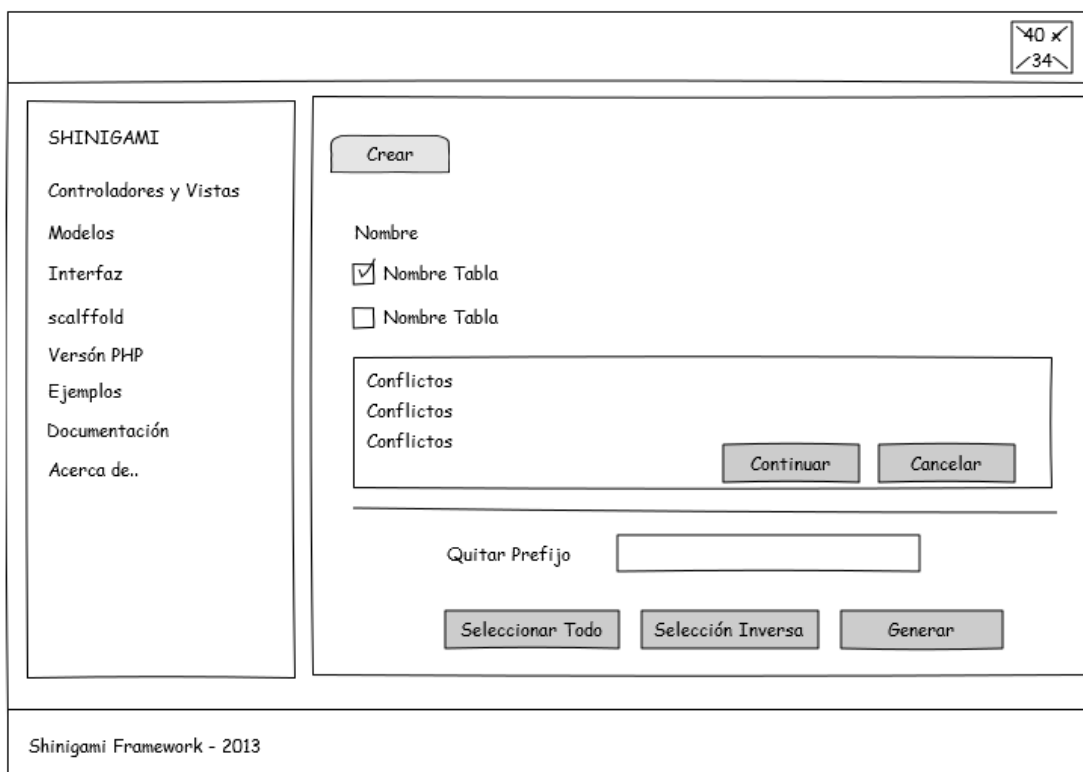 40 x
34
SHINIGAMI
Controladores y Vistas
Modelos
Interfaz
scalffold
Versón PHP
Ejemplos
Documentación
Acerca de..
Crear
Nombre
Nombre Tabla
Nombre Tabla
Conflictos
Conflictos
Conflictos
Continuar
Cancelar
Quitar Prefijo
Seleccionar Todo
Selección Inversa
Generar
Shinigami Framework - 2013